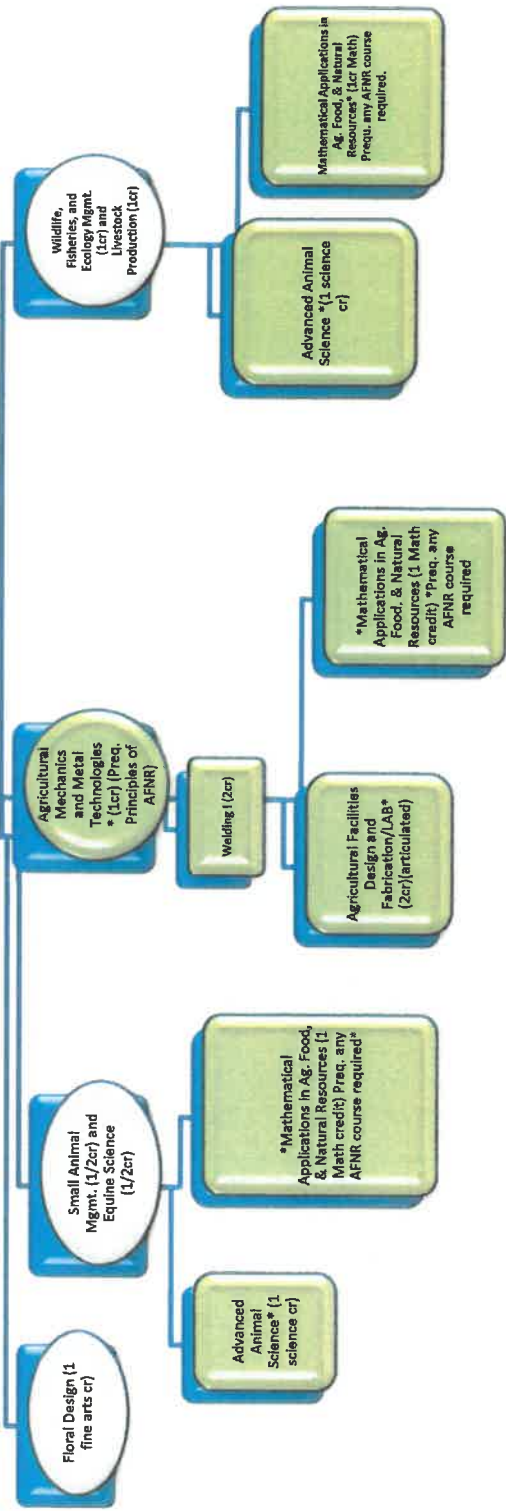 Floral Design (1
fine arts cr)
Small Animal
Mgmt. (1/2cr) and
Equine Science
(1/2cr)
Advanced
Animal
Science* (1
science cr)
*Mathematical
Applications in Ag. Food,
& Natural Resources (1
Math credit) Preq. any
AFNR course required*
Agricultural
Mechanics
and Metal
Technologies
* (1cr) (Preq.
Principles of
AFNR)
Welding I (2cr)
Agricultural Facilities
Design and
Fabrication/LAB*
(2cr)(articulated)
*Mathematical
Applications in Ag.
Food. & Natural
Resources (1 Math
credit) *Preq. any
AFNR course
required
Wildlife,
Fisheries, and
Ecology Mgmt.
(1cr) and
Livestock
Production (1cr)
Advanced Animal
Science *(1 science
cr)
Mathematical Applications in
Ag. Food, & Natural
Resources* (1cr Math)
Prequ. any AFNR course
required.